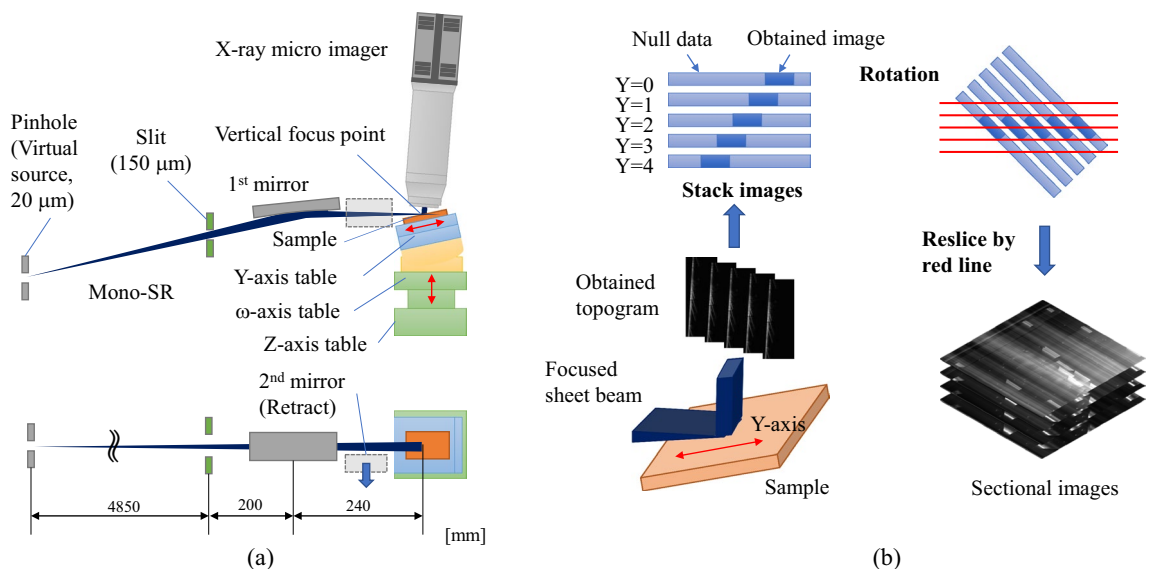 X-ray micro imager
Pinhole
(Virtual
source,
20 μm)
Slit
(150 μm)
Vertical focus point
1st mirror
Sample
Y-axis table
Mono-SR
ω-axis table
Z-axis table
2nd mirror
(Retract)
4850
200
240
[mm]
(a)
Null data
Obtained image
Y=0
Y=1
Y=2
Y=3
Y=4
Stack images
Rotation
Reslice by
red line
Obtained
topogram
Focused
sheet beam
Y-axis
Sample
Sectional images
(b)